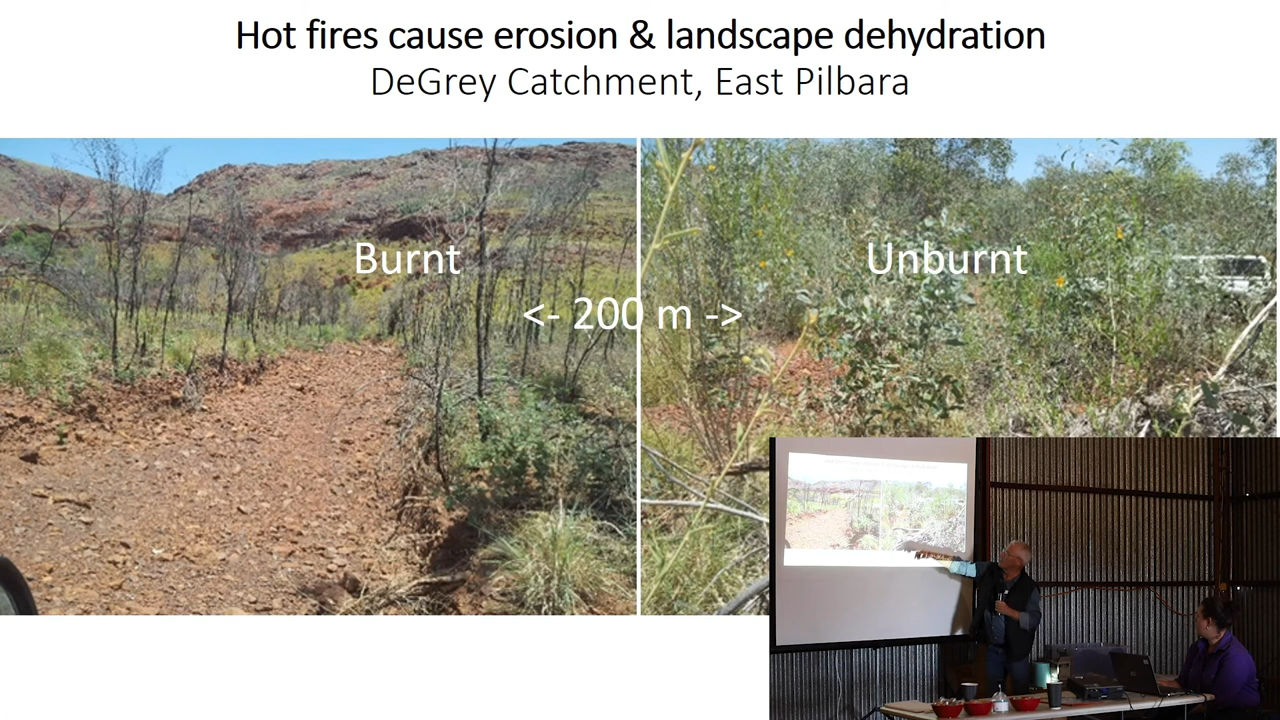 Hot fires cause erosion & landscape dehydration
DeGrey Catchment, East Pilbara
Burnt
Unburnt
<- 200 m ->